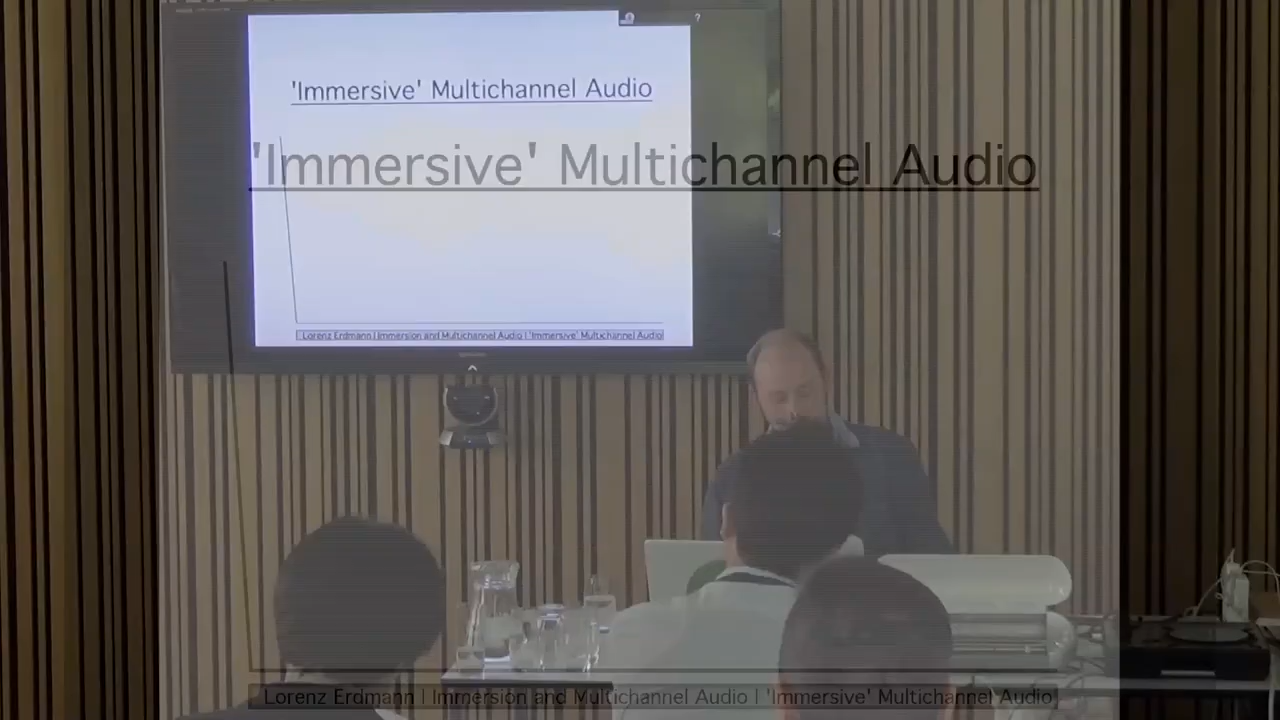 ?
'Immersive' Multichannel Audio
'Immersive' Multichannel Audio
Lorenz Erdmann | Immersion and Multichannel Audio | 'Immersive' Multichannel Audio
Lorenz Erdmann | Immersion and Multichannel Audio | 'Immersive' Multichannel Audio